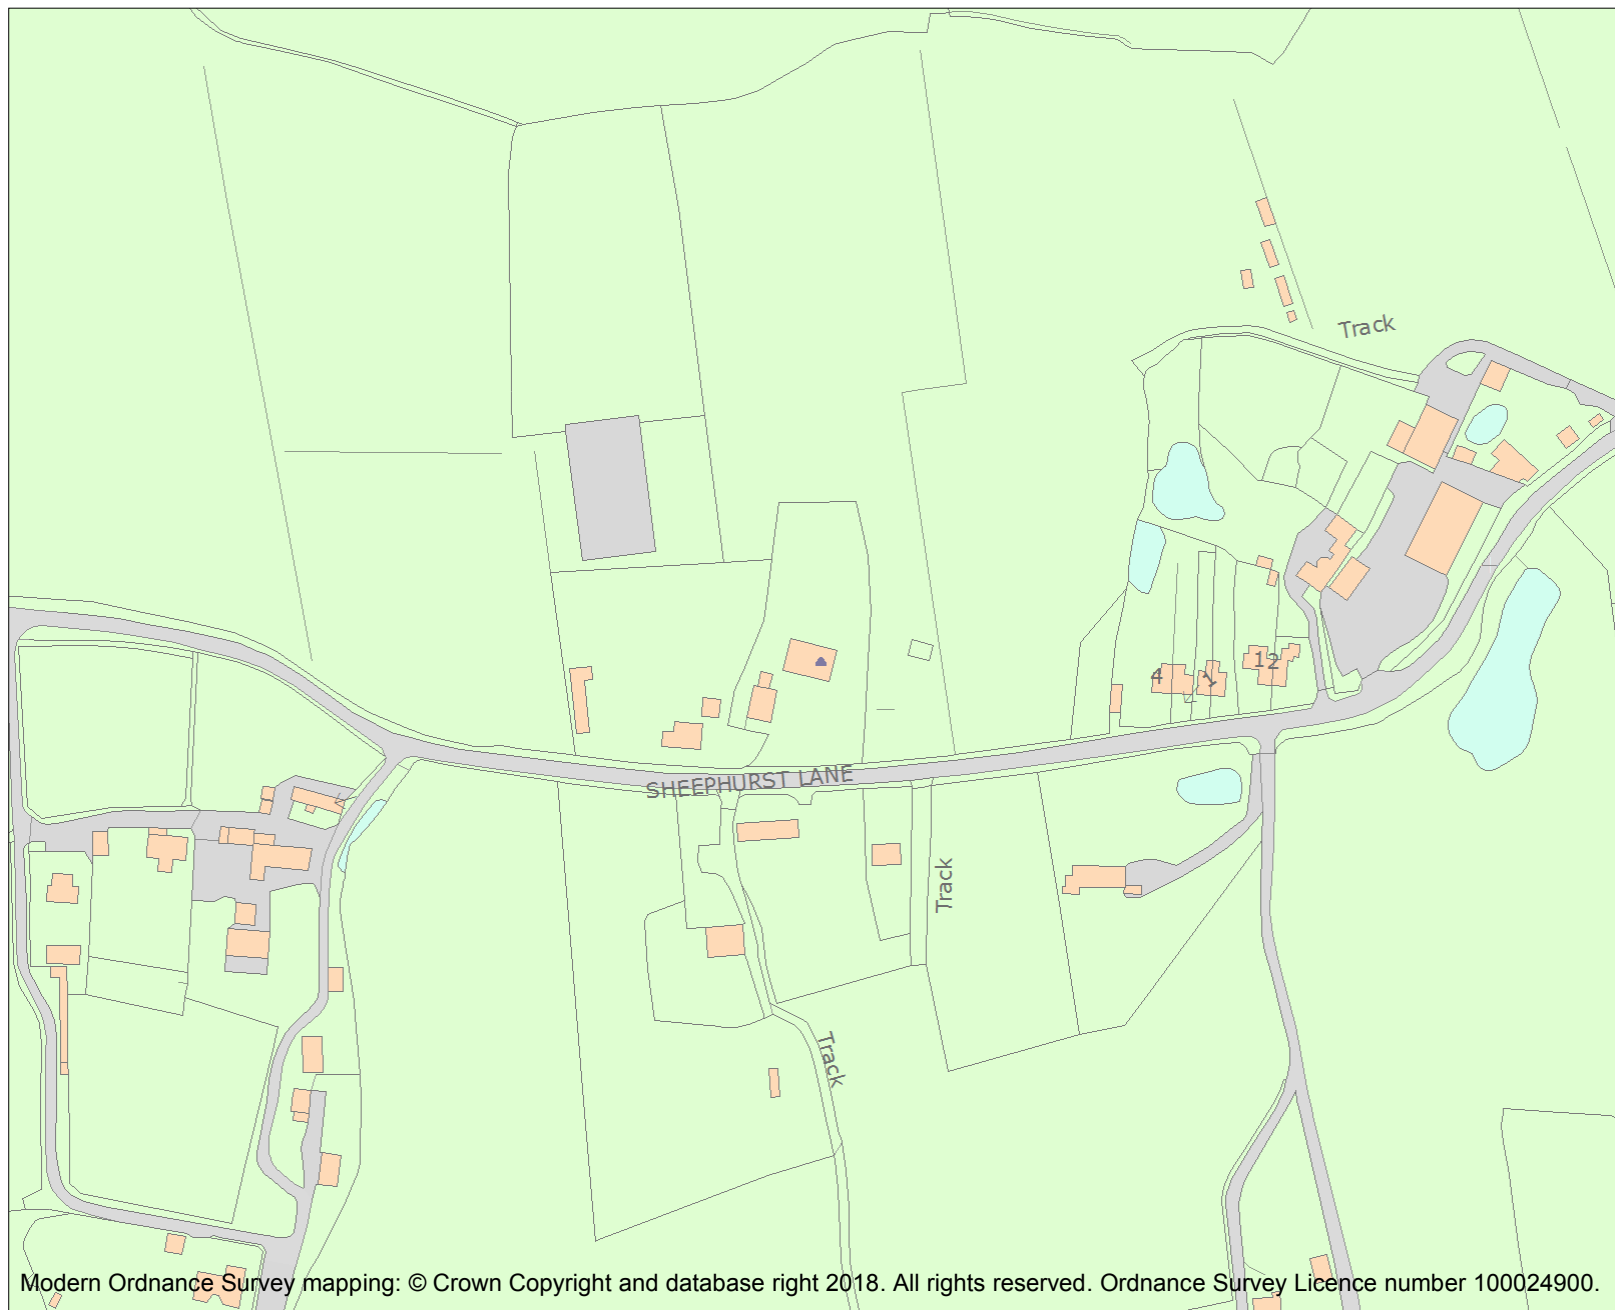 Track
4
1
12
SHEEPHURST LANE
Track
Track
Modern Ordnance Survey mapping: © Crown Copyright and database right 2018. All rights reserved. Ordnance Survey Licence number 100024900.